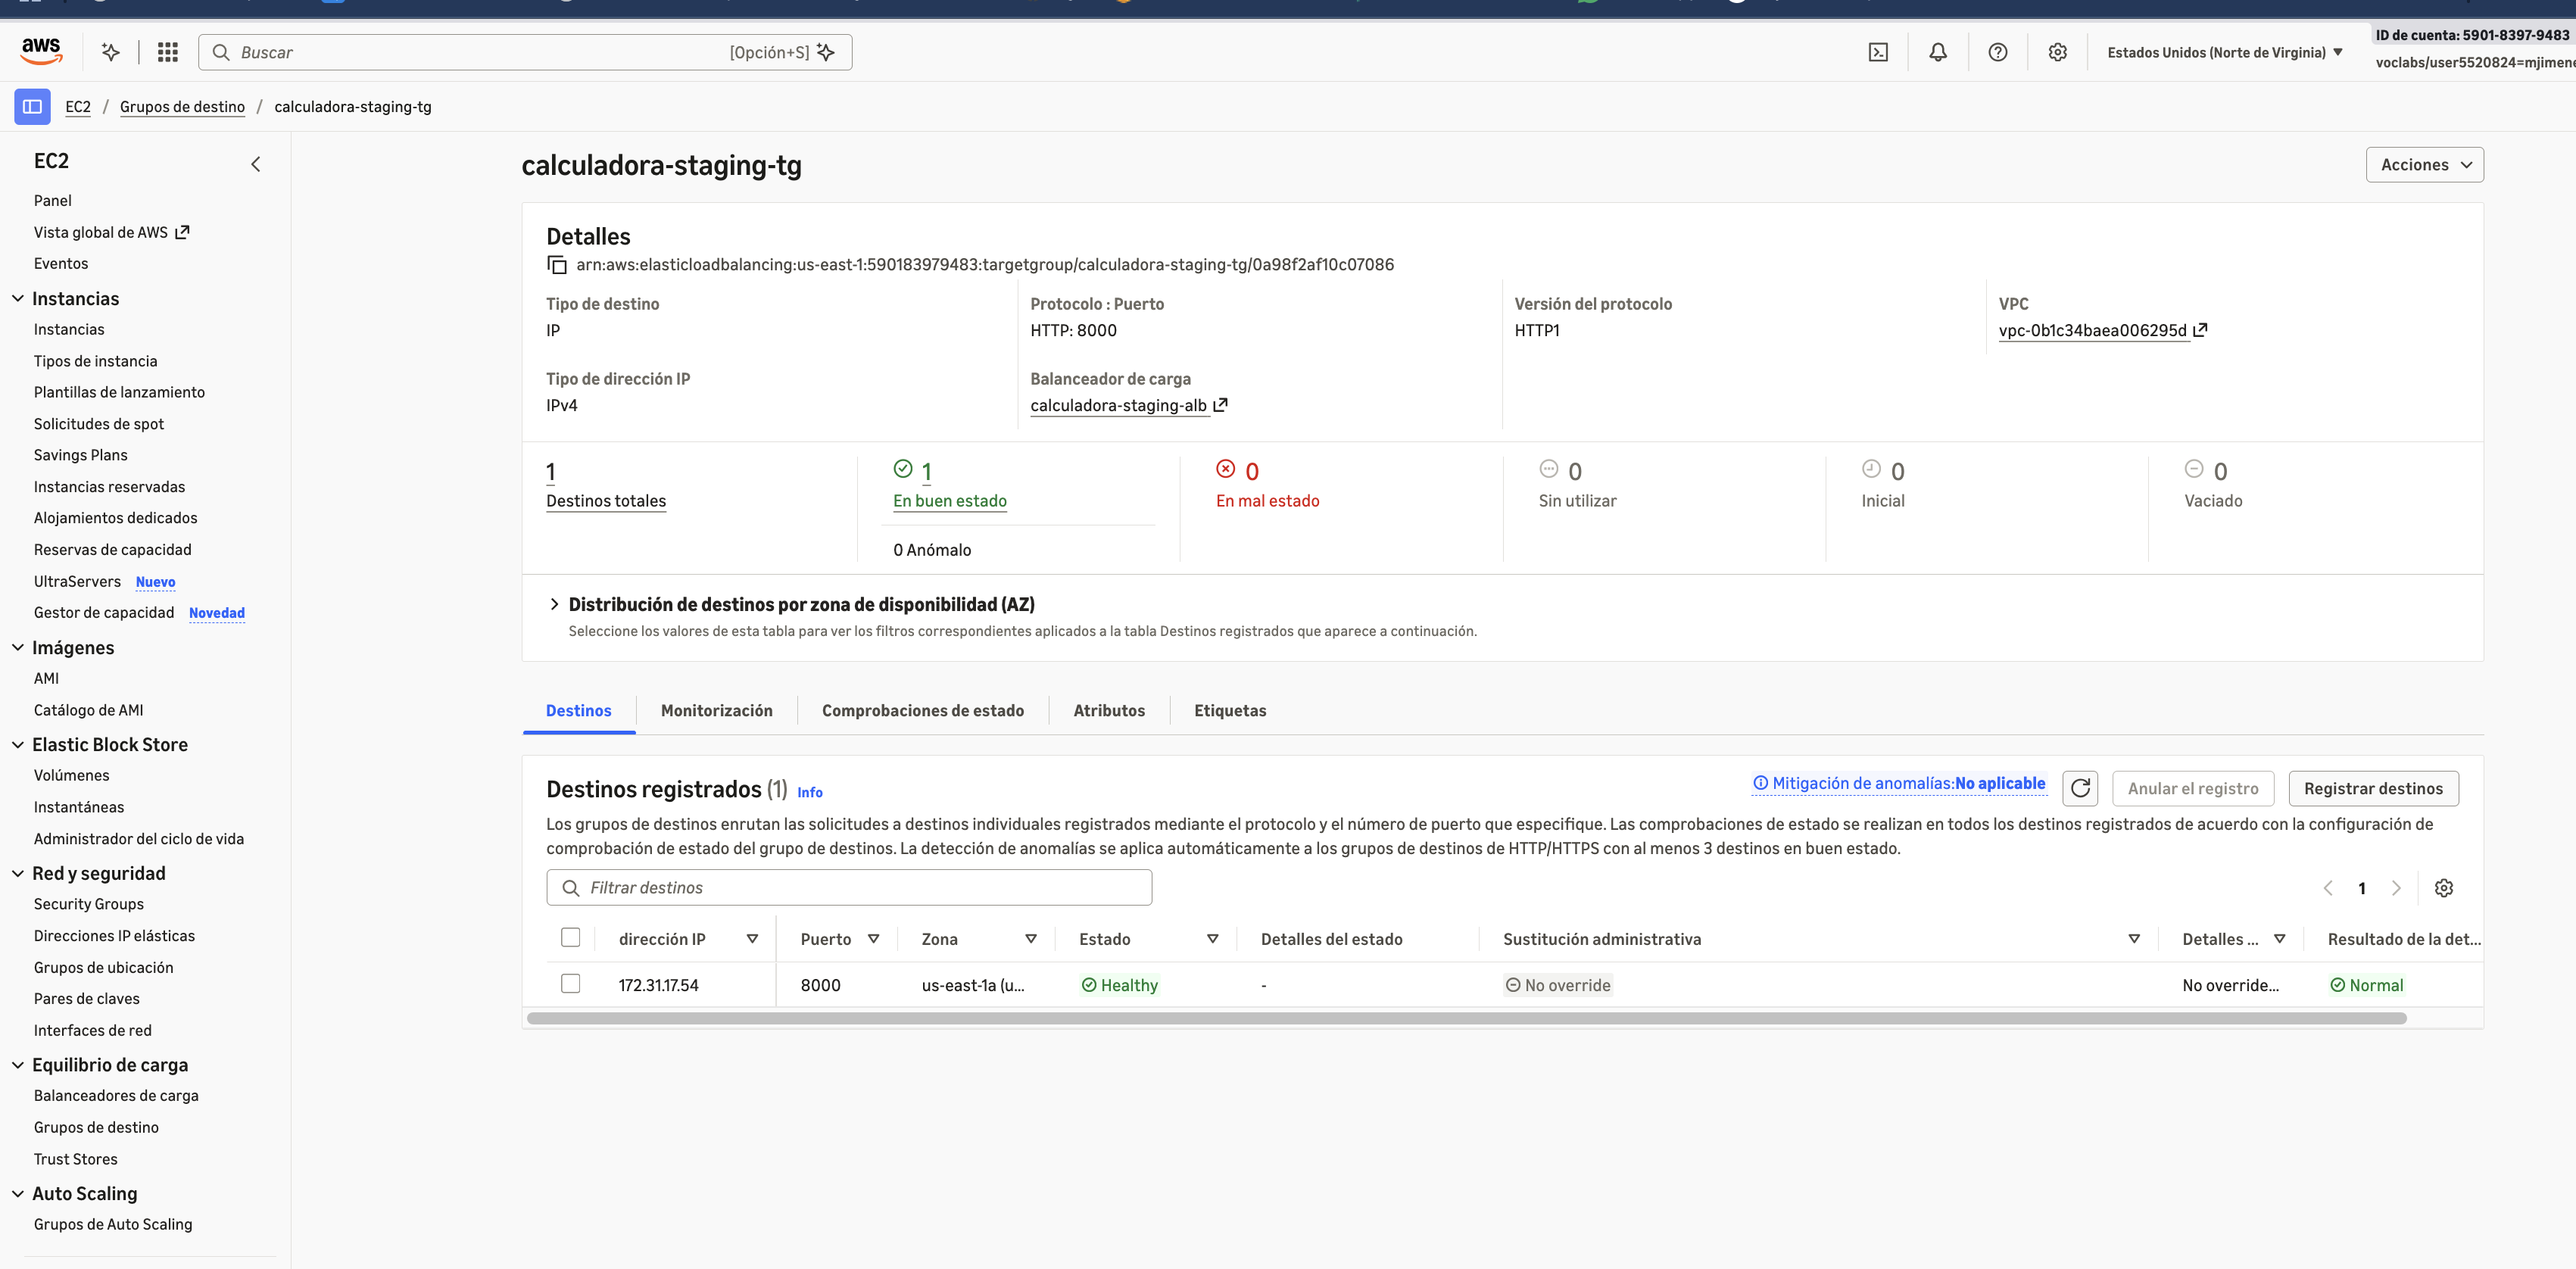 aws
Buscar
[Opción+S]
Estados Unidos (Norte de Virginia)
ID de cuenta: 5901-8397-9483
EC2 / Grupos de destino / calculadora-staging-tg
EC2
Panel
Vista global de AWS
Eventos
Instancias
Instancias
Tipos de instancia
Plantillas de lanzamiento
Solicitudes de spot
Savings Plans
Instancias reservadas
Alojamientos dedicados
Reservas de capacidad
UltraServers Nuevo
Gestor de capacidad Novedad
Imágenes
AMI
Catálogo de AMI
Elastic Block Store
Volúmenes
Instantáneas
Administrador del ciclo de vida
Red y seguridad
Security Groups
Direcciones IP elásticas
Grupos de ubicación
Pares de claves
Interfaces de red
Equilibrio de carga
Balanceadores de carga
Grupos de destino
Trust Stores
Auto Scaling
Grupos de Auto Scaling
calculadora-staging-tg
Acciones
Detalles
arn:aws:elasticloadbalancing:us-east-1:590183979483:targetgroup/calculadora-staging-tg/0a98f2af10c07086
Tipo de destino
IP
Protocolo : Puerto
HTTP: 8000
Versión del protocolo
HTTP1
VPC
vpc-0b1c34baea006295d
Tipo de dirección IP
IPv4
Balanceador de carga
calculadora-staging-alb
1
Destinos totales
1
En buen estado
0 Anómalo
0
En mal estado
0
Sin utilizar
0
Inicial
0
Vaciado
Distribución de destinos por zona de disponibilidad (AZ)
Seleccione los valores de esta tabla para ver los filtros correspondientes aplicados a la tabla Destinos registrados que aparece a continuación.
Destinos
Monitorización
Comprobaciones de estado
Atributos
Etiquetas
Destinos registrados (1) Info
Mitigación de anomalías:No aplicable
Anular el registro
Registrar destinos
Los grupos de destinos enrutan las solicitudes a destinos individuales registrados mediante el protocolo y el número de puerto que especifique. Las comprobaciones de estado se realizan en todos los destinos registrados de acuerdo con la configuración de
comprobación de estado del grupo de destinos. La detección de anomalías se aplica automáticamente a los grupos de destinos de HTTP/HTTPS con al menos 3 destinos en buen estado.
Filtrar destinos
1
dirección IP Puerto Zona Estado Detalles del estado Sustitución administrativa Detalles ... Resultado de la det...
172.31.17.54 8000 us-east-1a (u... Healthy - No override No override... Normal